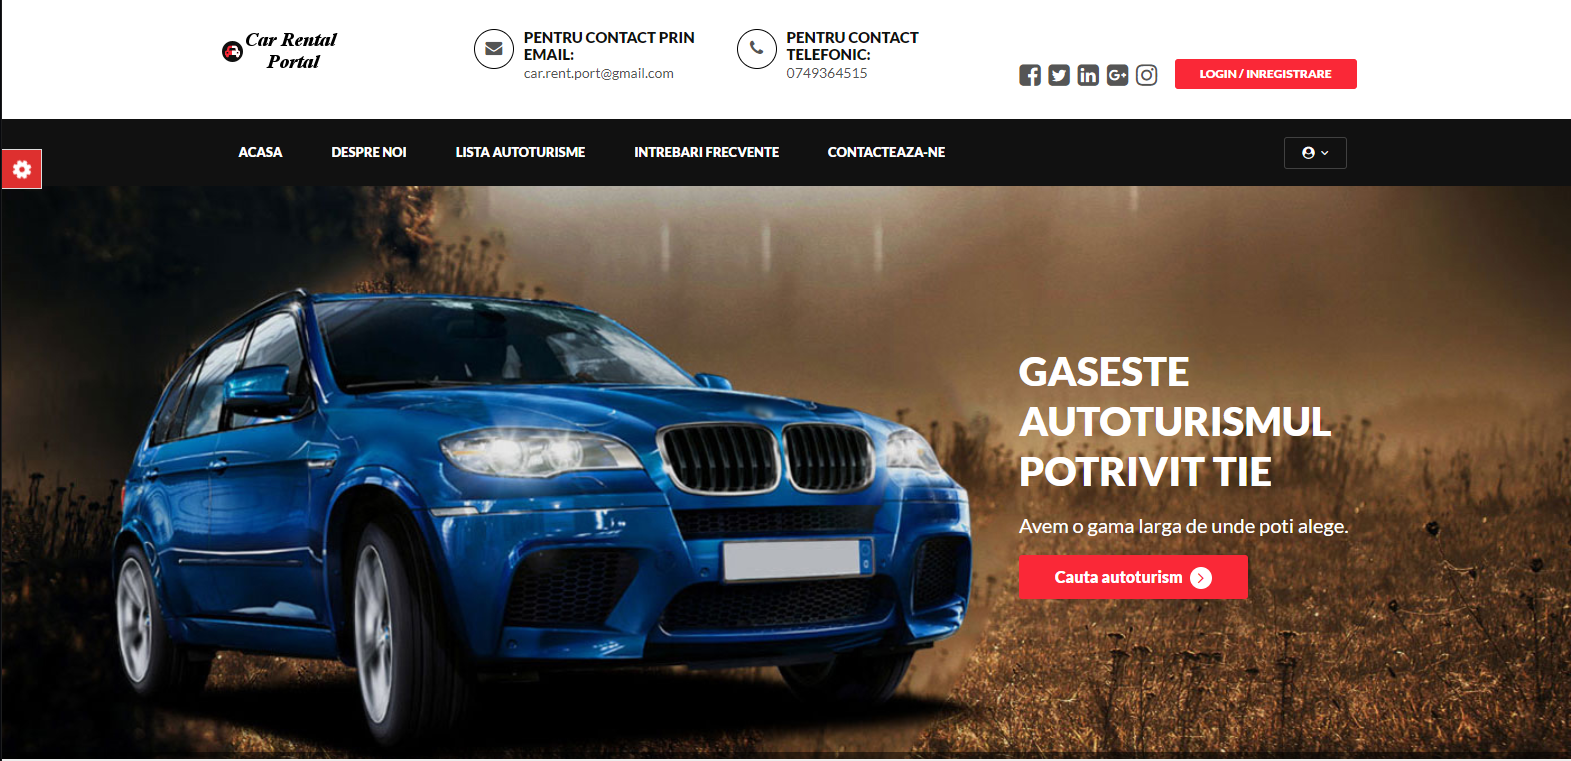 Car Rental
Portal
PENTRU CONTACT PRIN
EMAIL:
car.rent.port@gmail.com
PENTRU CONTACT
TELEFONIC:
0749364515
LOGIN / INREGISTRARE
ACASA
DESPRE NOI
LISTA AUTOTURISME
INTREBARI FRECVENTE
CONTACTEAZA-NE
GASESTE
AUTOTURISMUL
POTRIVIT TIE
Avem o gama larga de unde poti alege.
Cauta autoturism